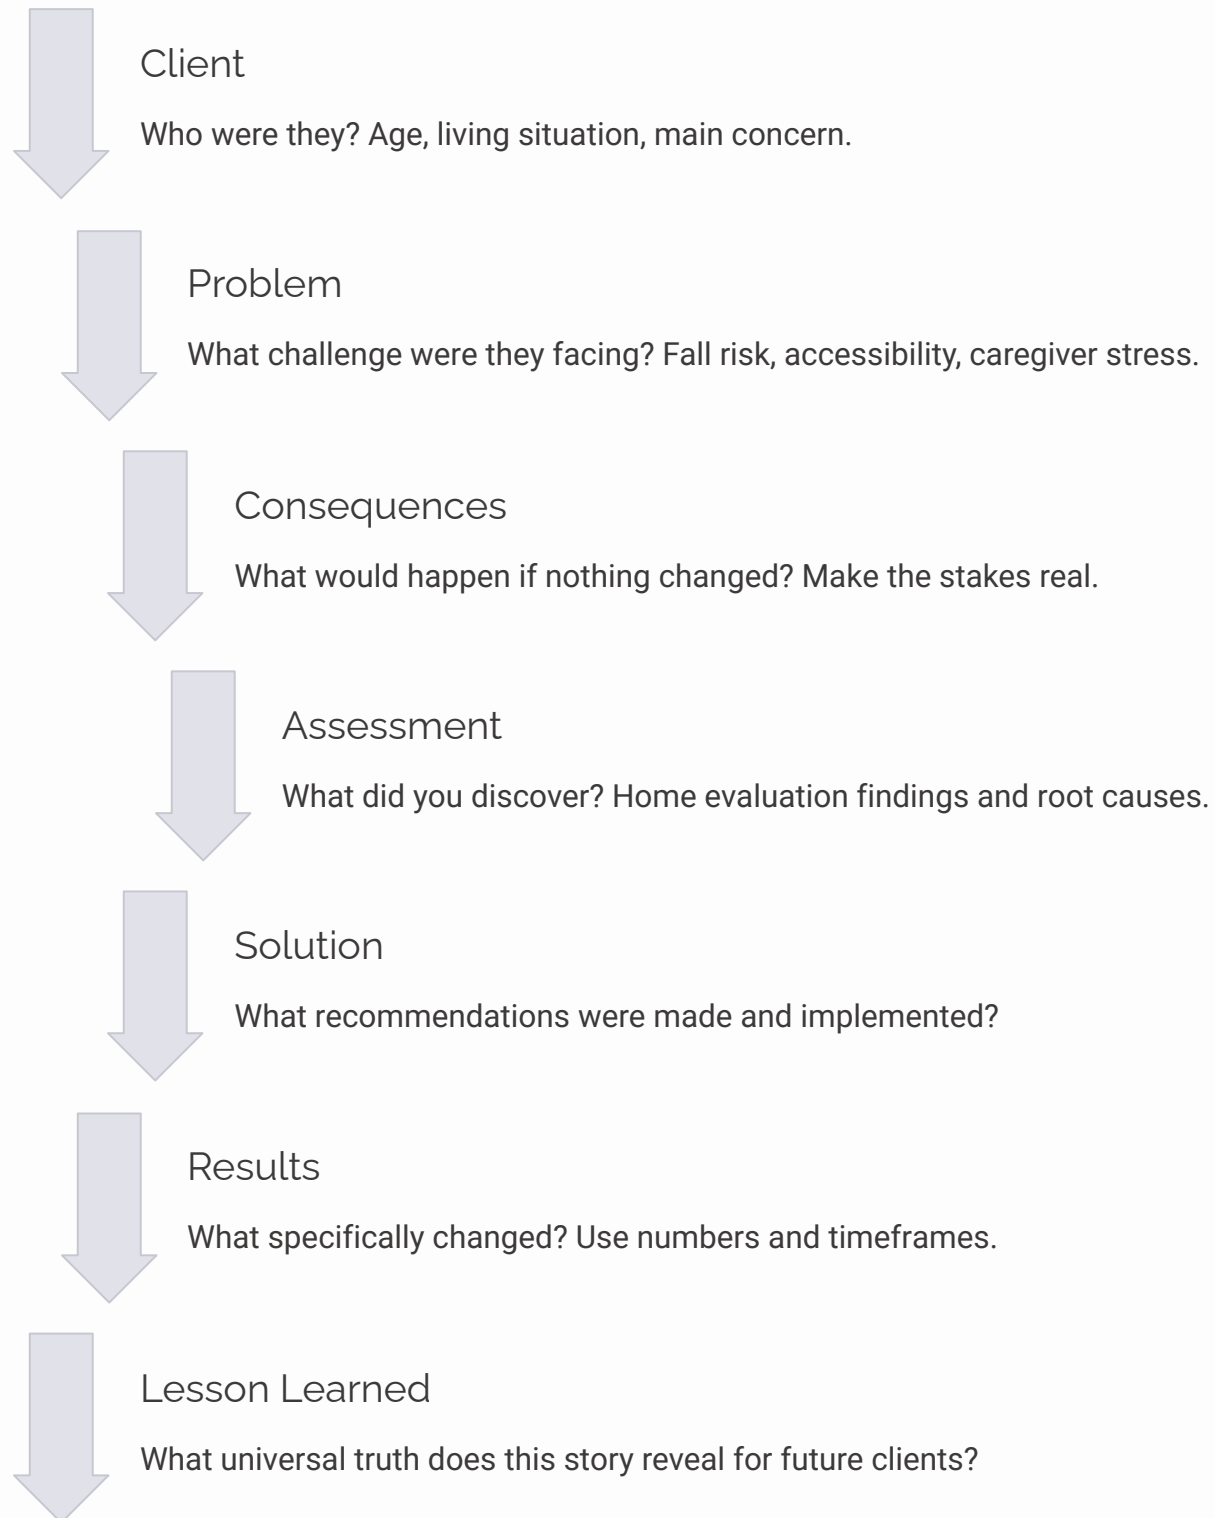 Client
Who were they? Age, living situation, main concern.
Problem
What challenge were they facing? Fall risk, accessibility, caregiver stress.
Consequences
What would happen if nothing changed? Make the stakes real.
Assessment
What did you discover? Home evaluation findings and root causes.
Solution
What recommendations were made and implemented?
Results
What specifically changed? Use numbers and timeframes.
Lesson Learned
What universal truth does this story reveal for future clients?